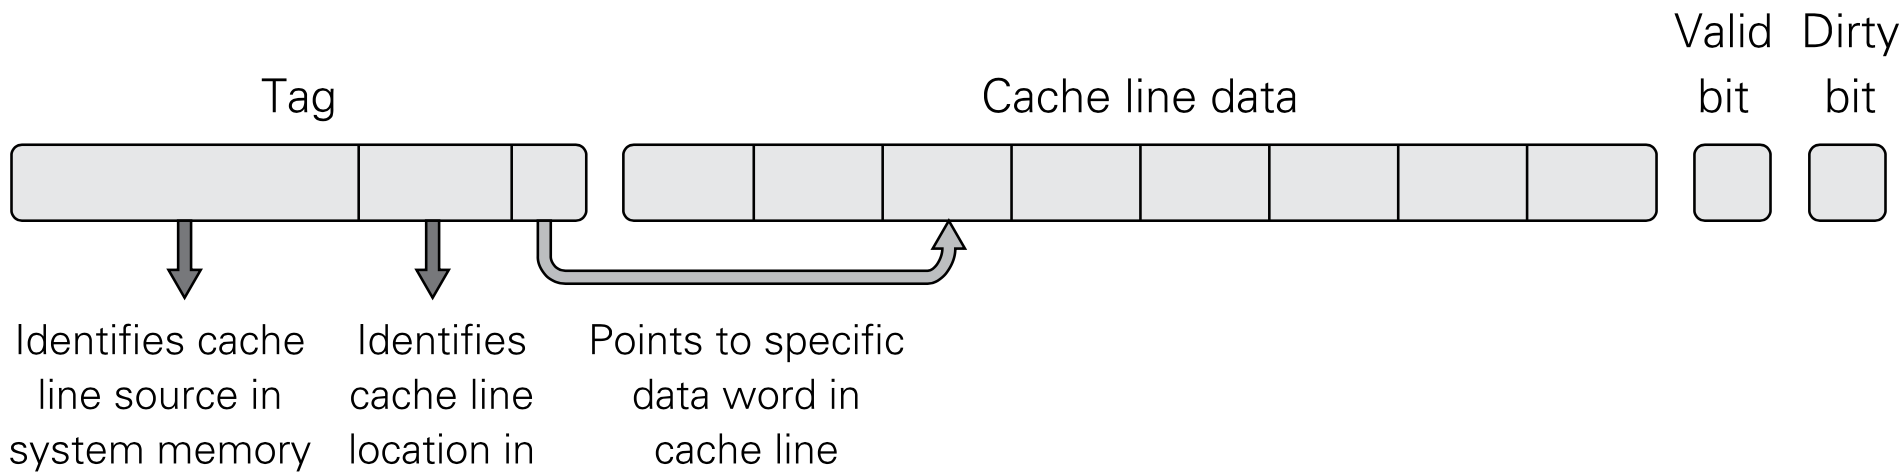 Valid Dirty
Tag Cache line data bit bit
Identifies cache Identifies Points to specific
line source in cache line data word in
system memory location in cache line